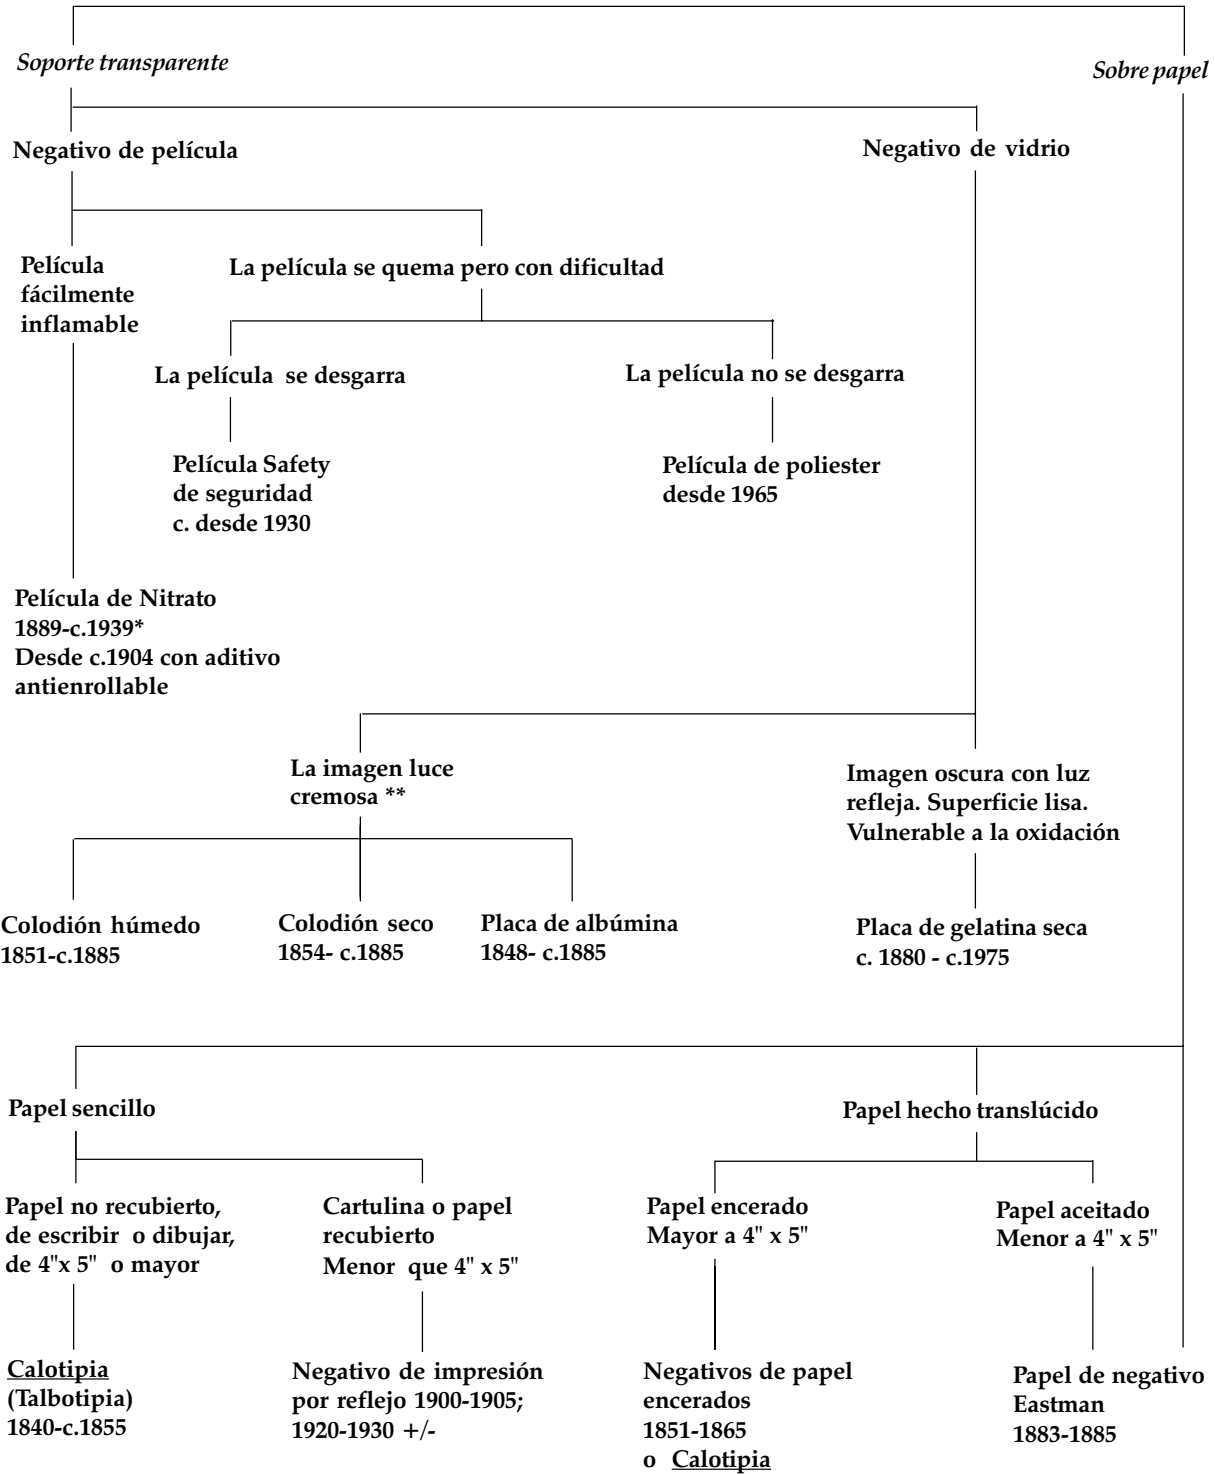 Soporte transparente
Sobre papel
Negativo de película
Negativo de vidrio
Película
fácilmente
inflamable
La película se quema pero con dificultad
La película se desgarra
La película no se desgarra
Película Safety
de seguridad
c. desde 1930
Película de poliester
desde 1965
Película de Nitrato
1889-c.1939*
Desde c.1904 con aditivo
antienrollable
La imagen luce
cremosa **
Imagen oscura con luz
refleja. Superficie lisa.
Vulnerable a la oxidación
Colodión húmedo
1851-c.1885
Colodión seco
1854- c.1885
Placa de albúmina
1848- c.1885
Placa de gelatina seca
c. 1880 - c.1975
Papel sencillo
Papel hecho translúcido
Papel no recubierto,
de escribir o dibujar,
de 4"x 5" o mayor
Cartulina o papel
recubierto
Menor que 4" x 5"
Papel encerado
Mayor a 4" x 5"
Papel aceitado
Menor a 4" x 5"
Calotipia
(Talbotipia)
1840-c.1855
Negativo de impresión
por reflejo 1900-1905;
1920-1930 +/-
Negativos de papel
encerados
1851-1865
o Calotipia
Papel de negativo
Eastman
1883-1885